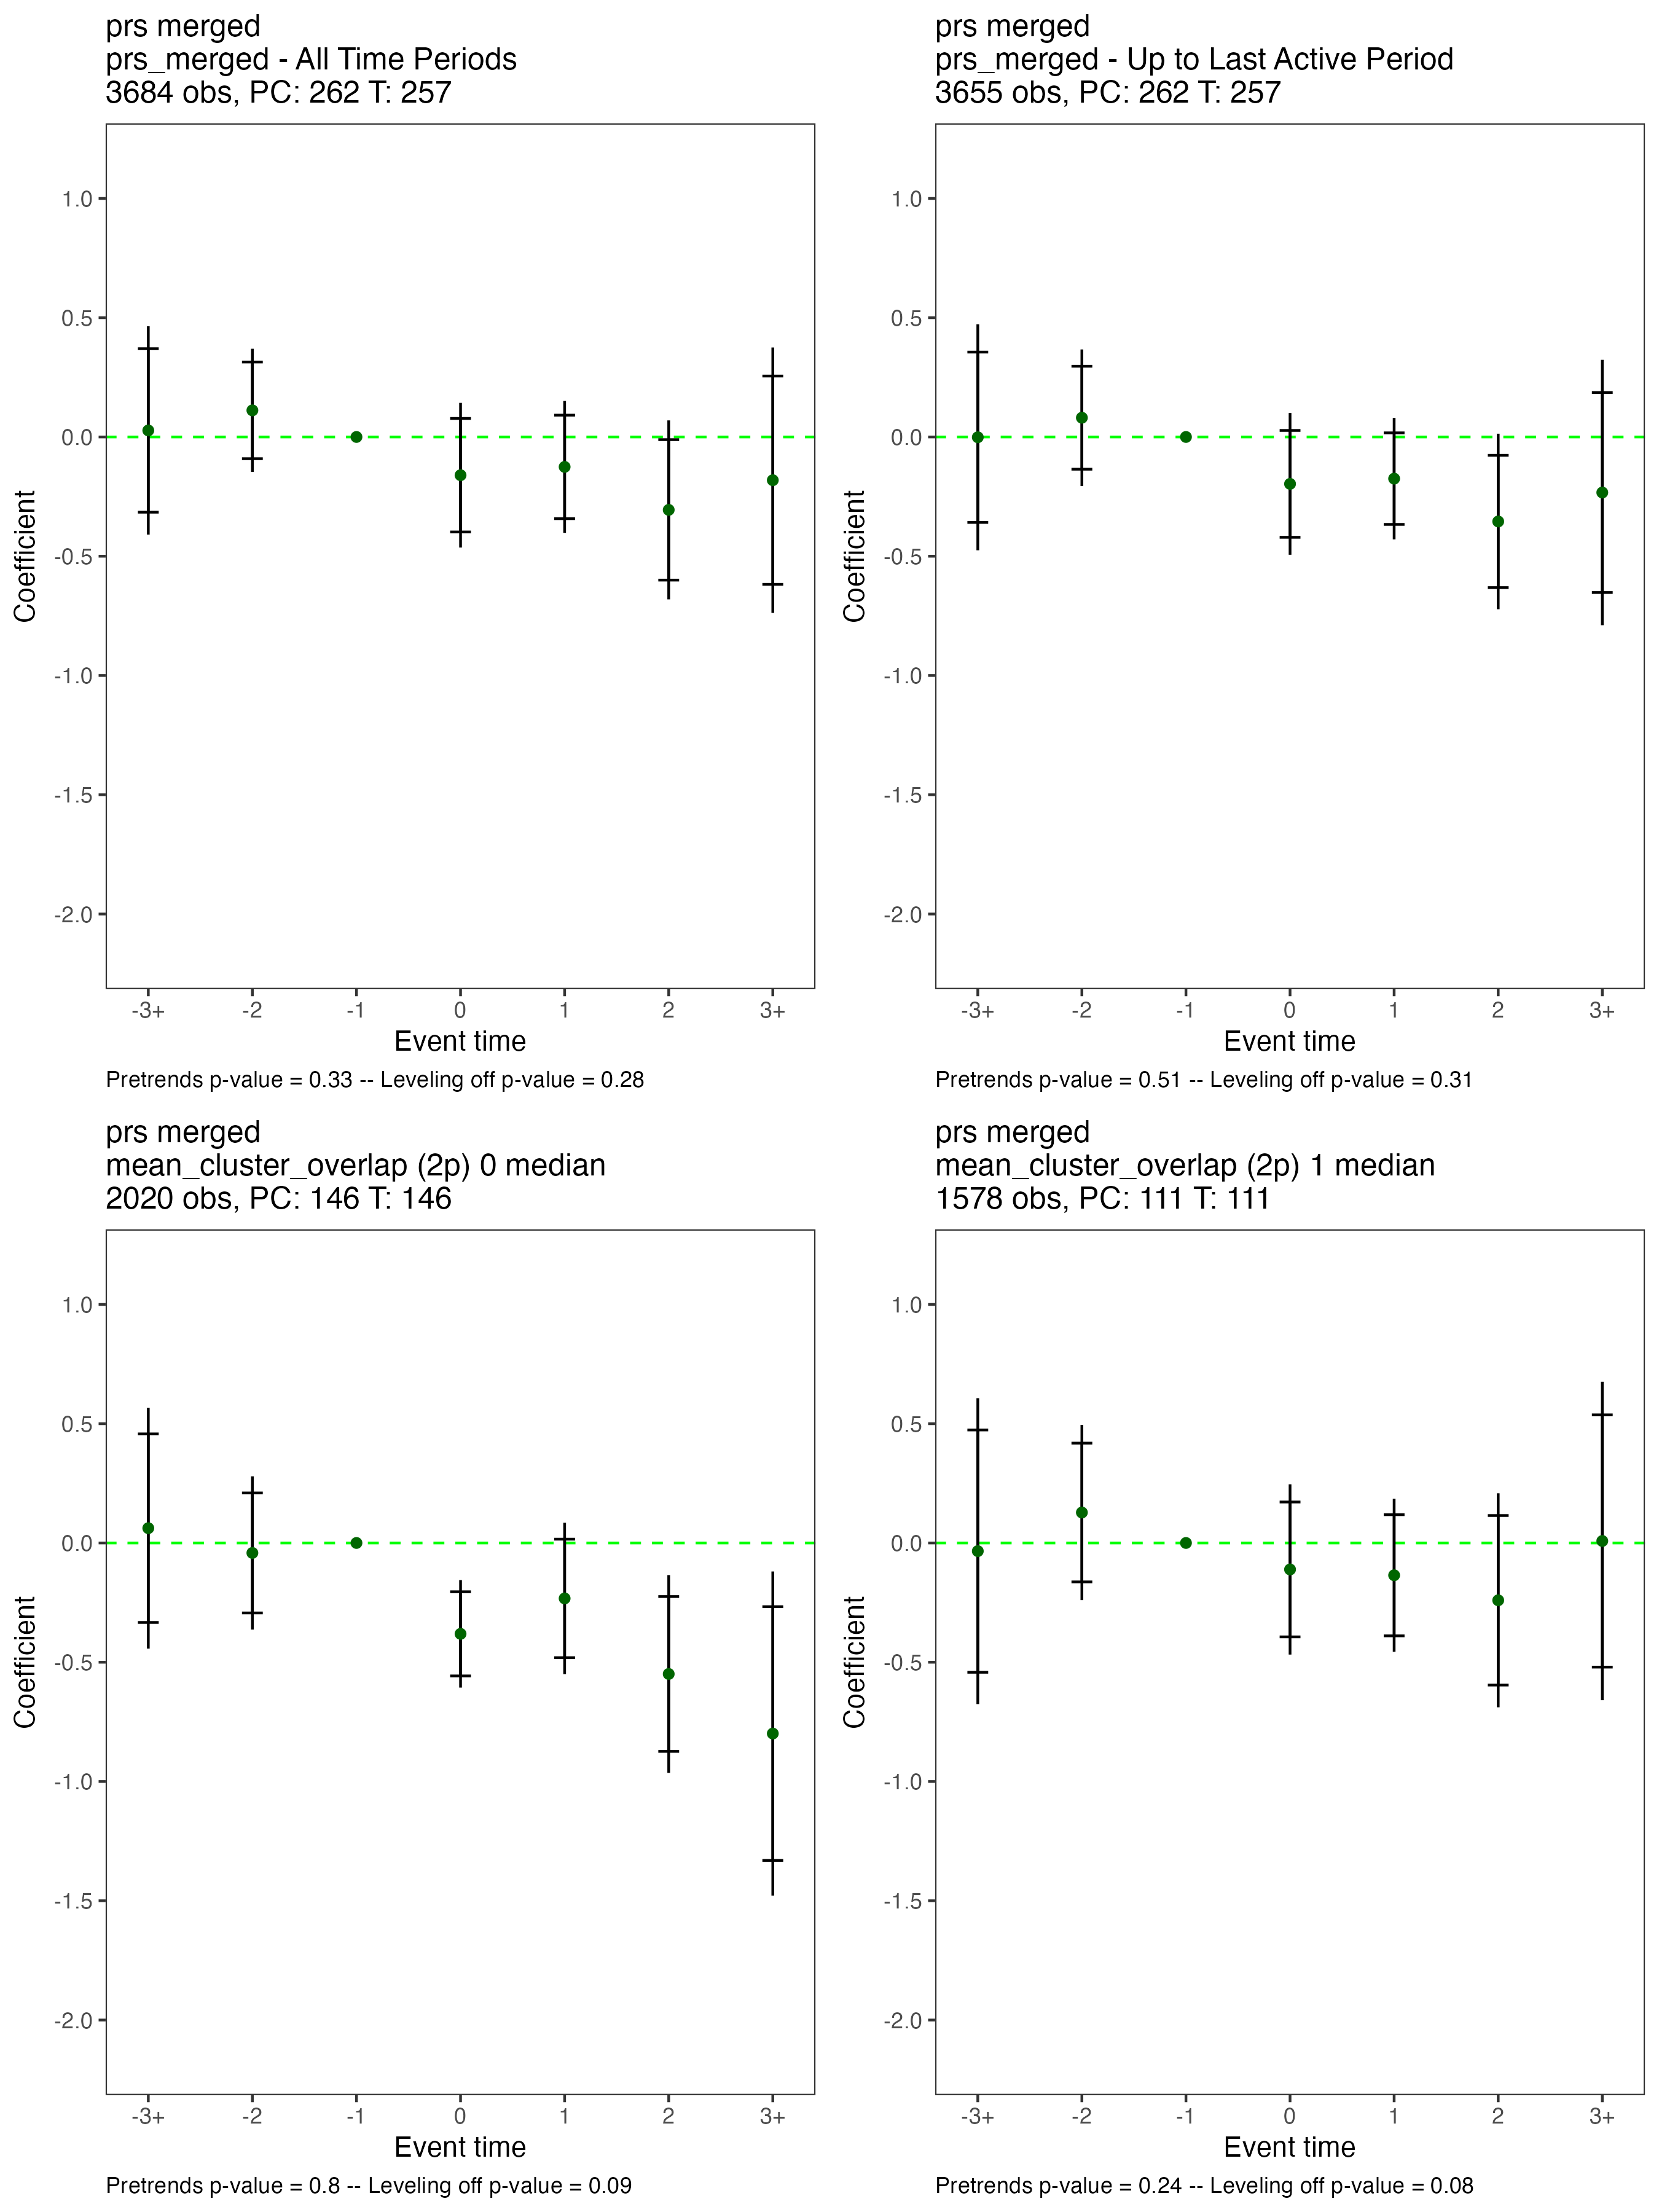 prs merged
prs_merged - All Time Periods
3684 obs, PC: 262 T: 257
1.0
0.5
0.0
-0.5
-1.0
-1.5
-2.0
Coefficient
-3+ -2 -1 0 1 2 3+
Event time
Pretrends p-value = 0.33 -- Leveling off p-value = 0.28
prs merged
prs_merged - Up to Last Active Period
3655 obs, PC: 262 T: 257
1.0
0.5
0.0
-0.5
-1.0
-1.5
-2.0
Coefficient
-3+ -2 -1 0 1 2 3+
Event time
Pretrends p-value = 0.51 -- Leveling off p-value = 0.31
prs merged
mean_cluster_overlap (2p) 0 median
2020 obs, PC: 146 T: 146
1.0
0.5
0.0
-0.5
-1.0
-1.5
-2.0
Coefficient
-3+ -2 -1 0 1 2 3+
Event time
Pretrends p-value = 0.8 -- Leveling off p-value = 0.09
prs merged
mean_cluster_overlap (2p) 1 median
1578 obs, PC: 111 T: 111
1.0
0.5
0.0
-0.5
-1.0
-1.5
-2.0
Coefficient
-3+ -2 -1 0 1 2 3+
Event time
Pretrends p-value = 0.24 -- Leveling off p-value = 0.08